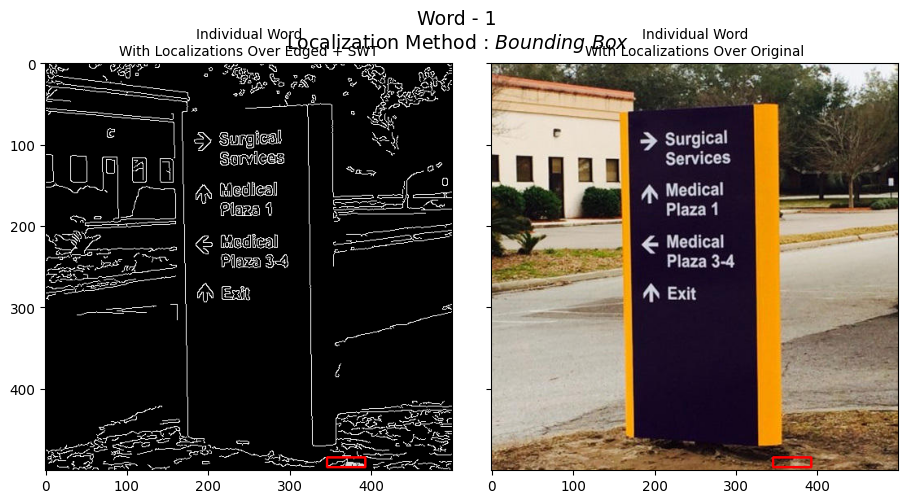 Word - 1
Localization Method : Bounding Box
Individual Word
With Localizations Over Edged + SWT
Individual Word
With Localizations Over Original
0
100
200
300
400
0
100
200
300
400
0
100
200
300
400
Surgical
Services
Medical
Plaza 1
Medical
Plaza 3-4
Exit
Surgical
Services
Medical
Plaza 1
Medical
Plaza 3-4
Exit